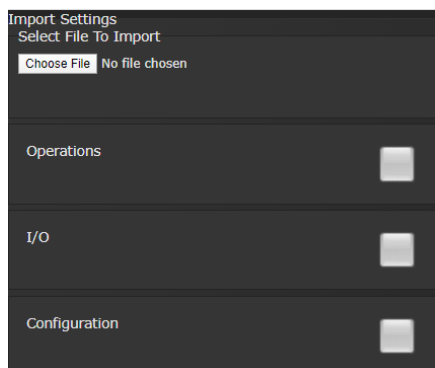 Import Settings
Select File To Import
Choose File No file chosen
Operations
I/O
Configuration